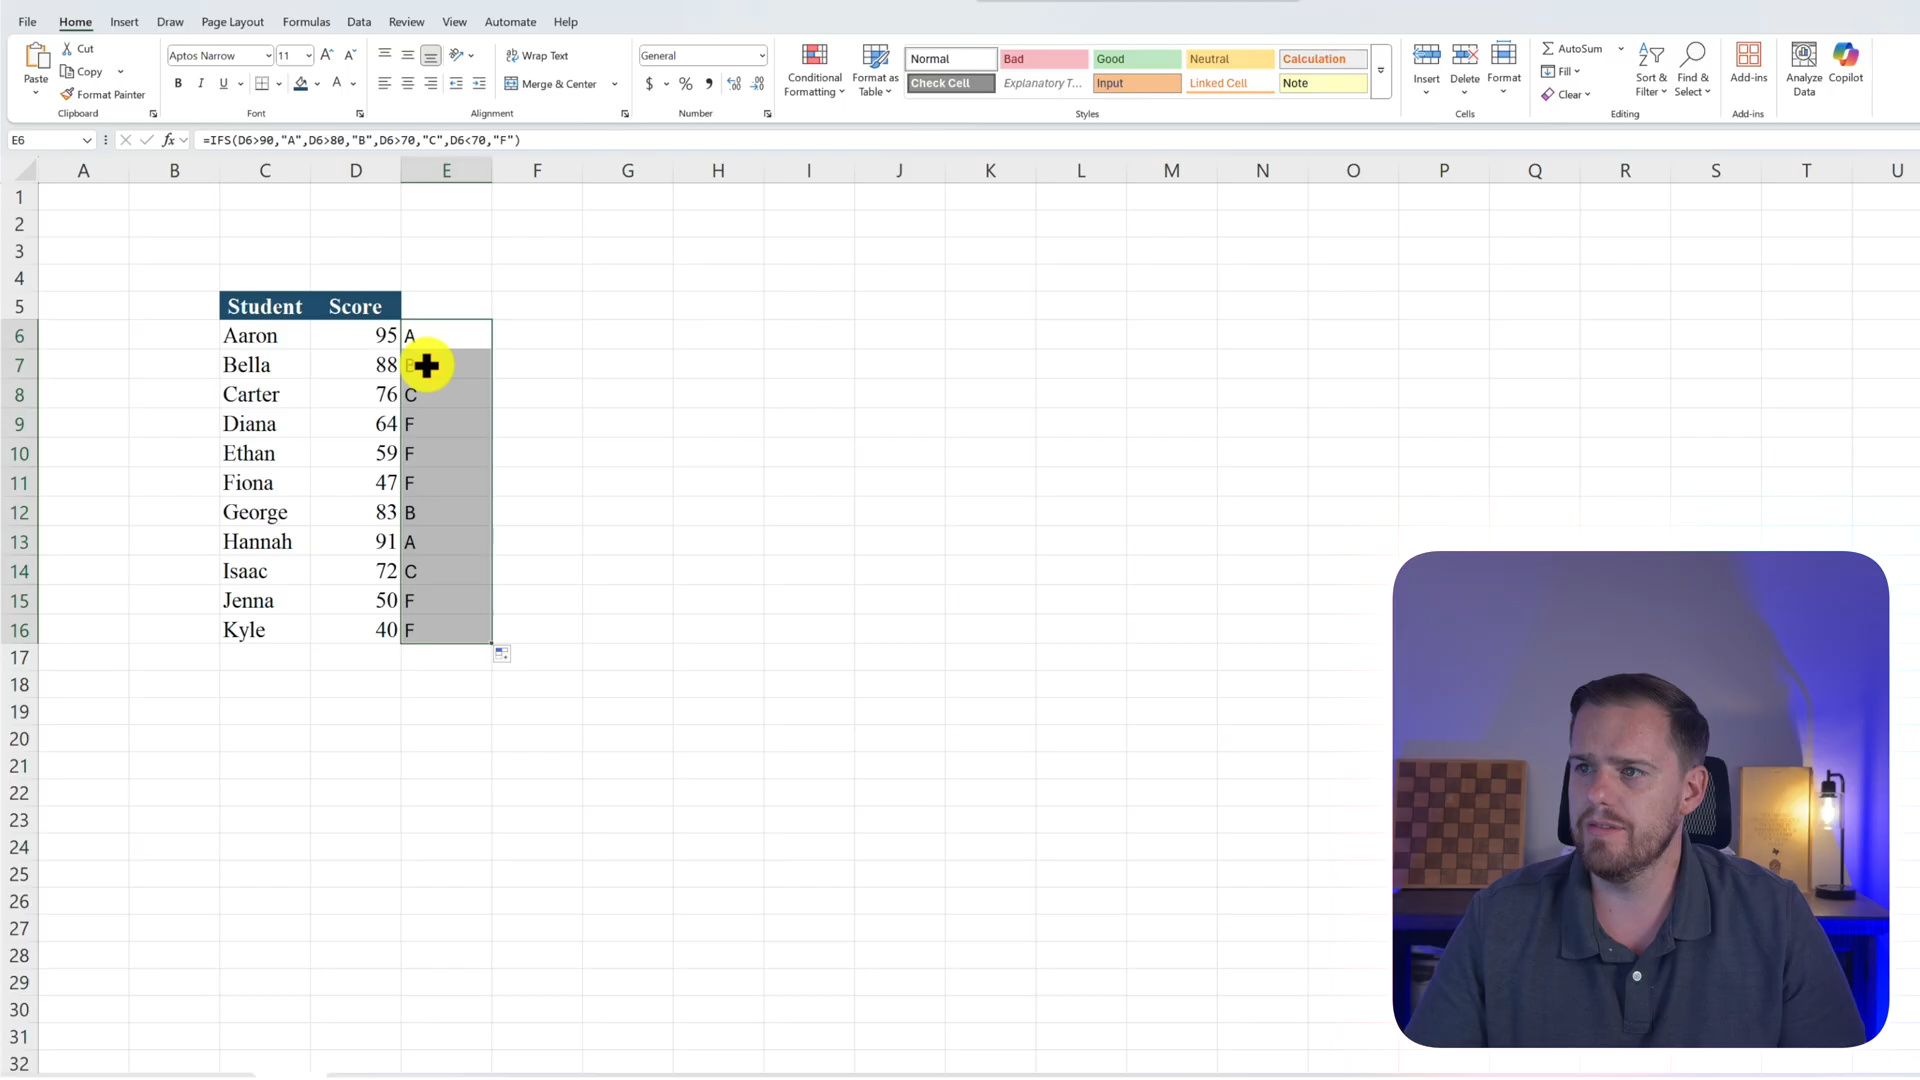 File Home Insert Draw Page Layout Formulas Data Review View Automate Help
Paste
Cut
Copy
Format Painter
Clipboard
Aptos Narrow 11
B I U
Font
Wrap Text
Merge & Center
Alignment
General
$ % ,
Number
Conditional Formatting
Format as Table
Normal Bad Good Neutral Calculation
Check Cell Explanatory T... Input Linked Cell Note
Styles
Insert Delete Format
Cells
AutoSum
Fill
Clear
Sort & Filter
Find & Select
Editing
Add-ins
Add-ins
Analyze Data
Copilot
E6 fx =IFS(D6>90,"A",D6>80,"B",D6>70,"C",D6<70,"F")
A B C D E F G H I J K L M N O P Q R S T U
1
2
3
4
5 Student Score
6 Aaron 95 A
7 Bella 88 B
8 Carter 76 C
9 Diana 64 F
10 Ethan 59 F
11 Fiona 47 F
12 George 83 B
13 Hannah 91 A
14 Isaac 72 C
15 Jenna 50 F
16 Kyle 40 F
17
18
19
20
21
22
23
24
25
26
27
28
29
30
31
32